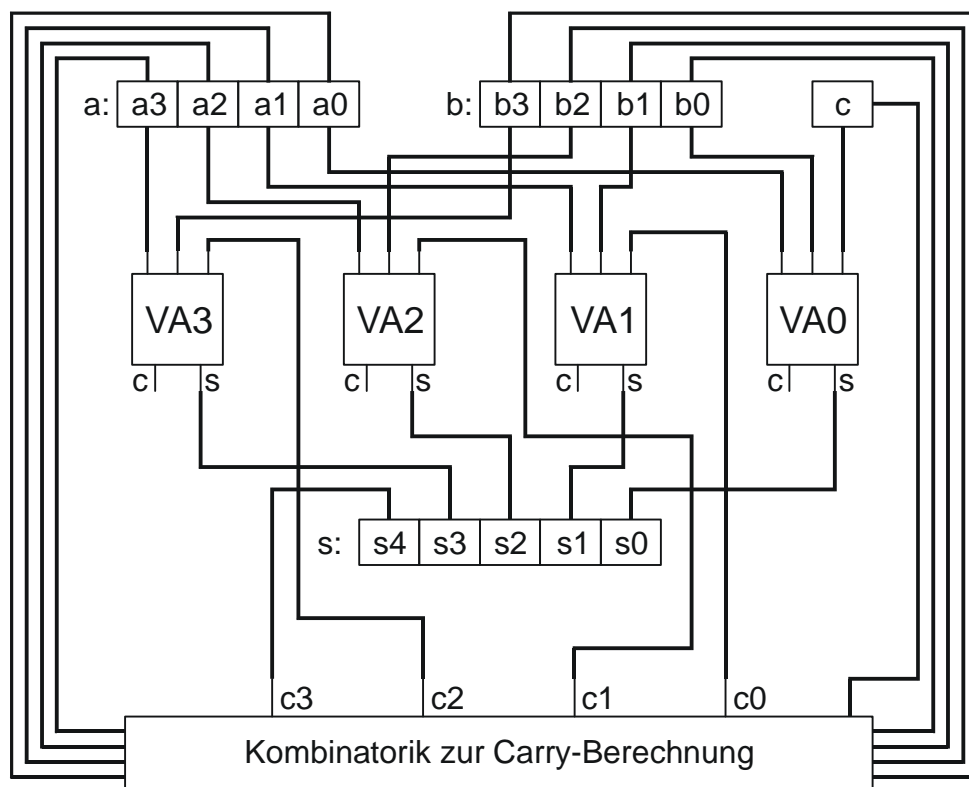 a: a3 a2 a1 a0 b: b3 b2 b1 b0 c
VA3 VA2 VA1 VA0
c s c s c s c s
s: s4 s3 s2 s1 s0
c3 c2 c1 c0
Kombinatorik zur Carry-Berechnung